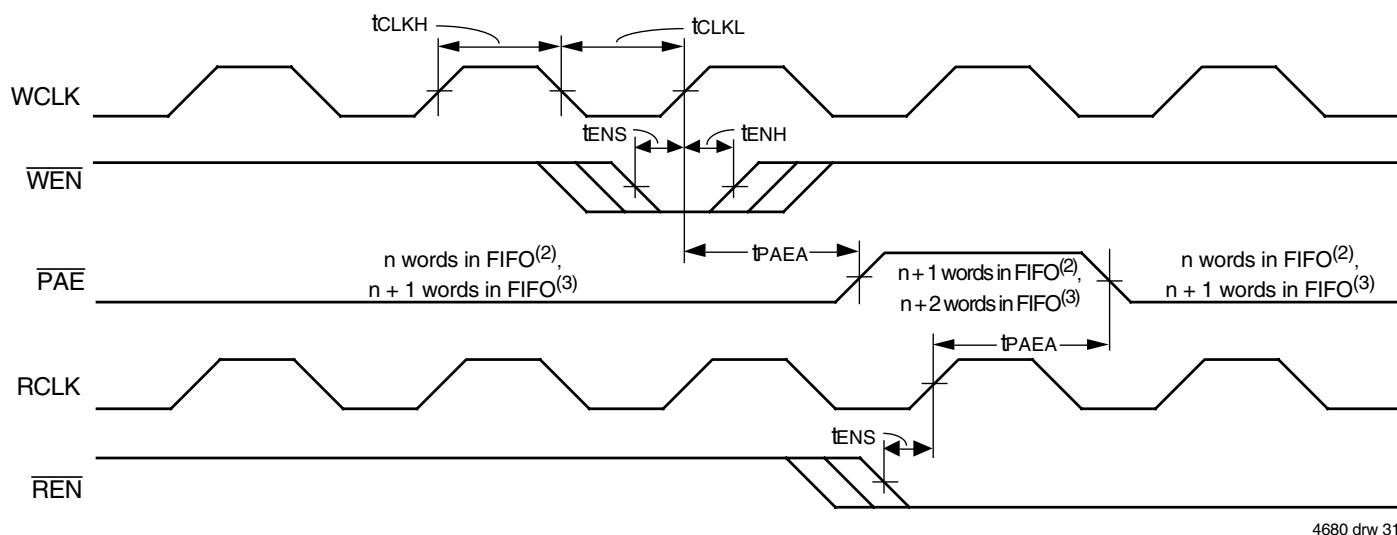 tCLKH
tCLKL
WCLK
tENS
tENH
WEN
tPAEA
PAE
n words in FIFO(2),
n + 1 words in FIFO(3)
n + 1 words in FIFO(2),
n + 2 words in FIFO(3)
n words in FIFO(2),
n + 1 words in FIFO(3)
tPAEA
RCLK
tENS
REN
4680 drw 31